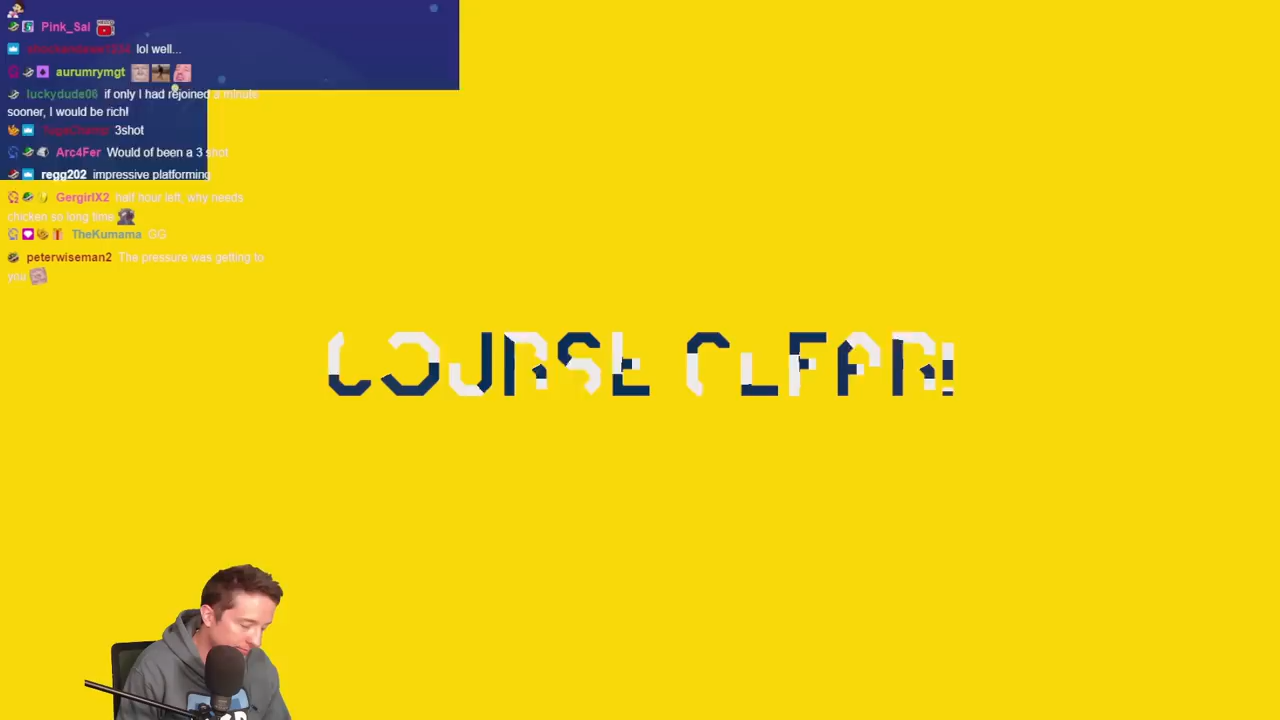 Pink_Sal
shockandawe1234 lol well...
aurumrymgt
luckydude06 if only I had rejoined a minute
sooner, I would be rich!
TugaChamp 3shot
Arc4Fer Would of been a 3 shot
regg202 impressive platforming
GergirlX2 half hour left, why needs
chicken so long time
TheKumama GG
peterwiseman2 The pressure was getting to
you
COURSE CLEAR!